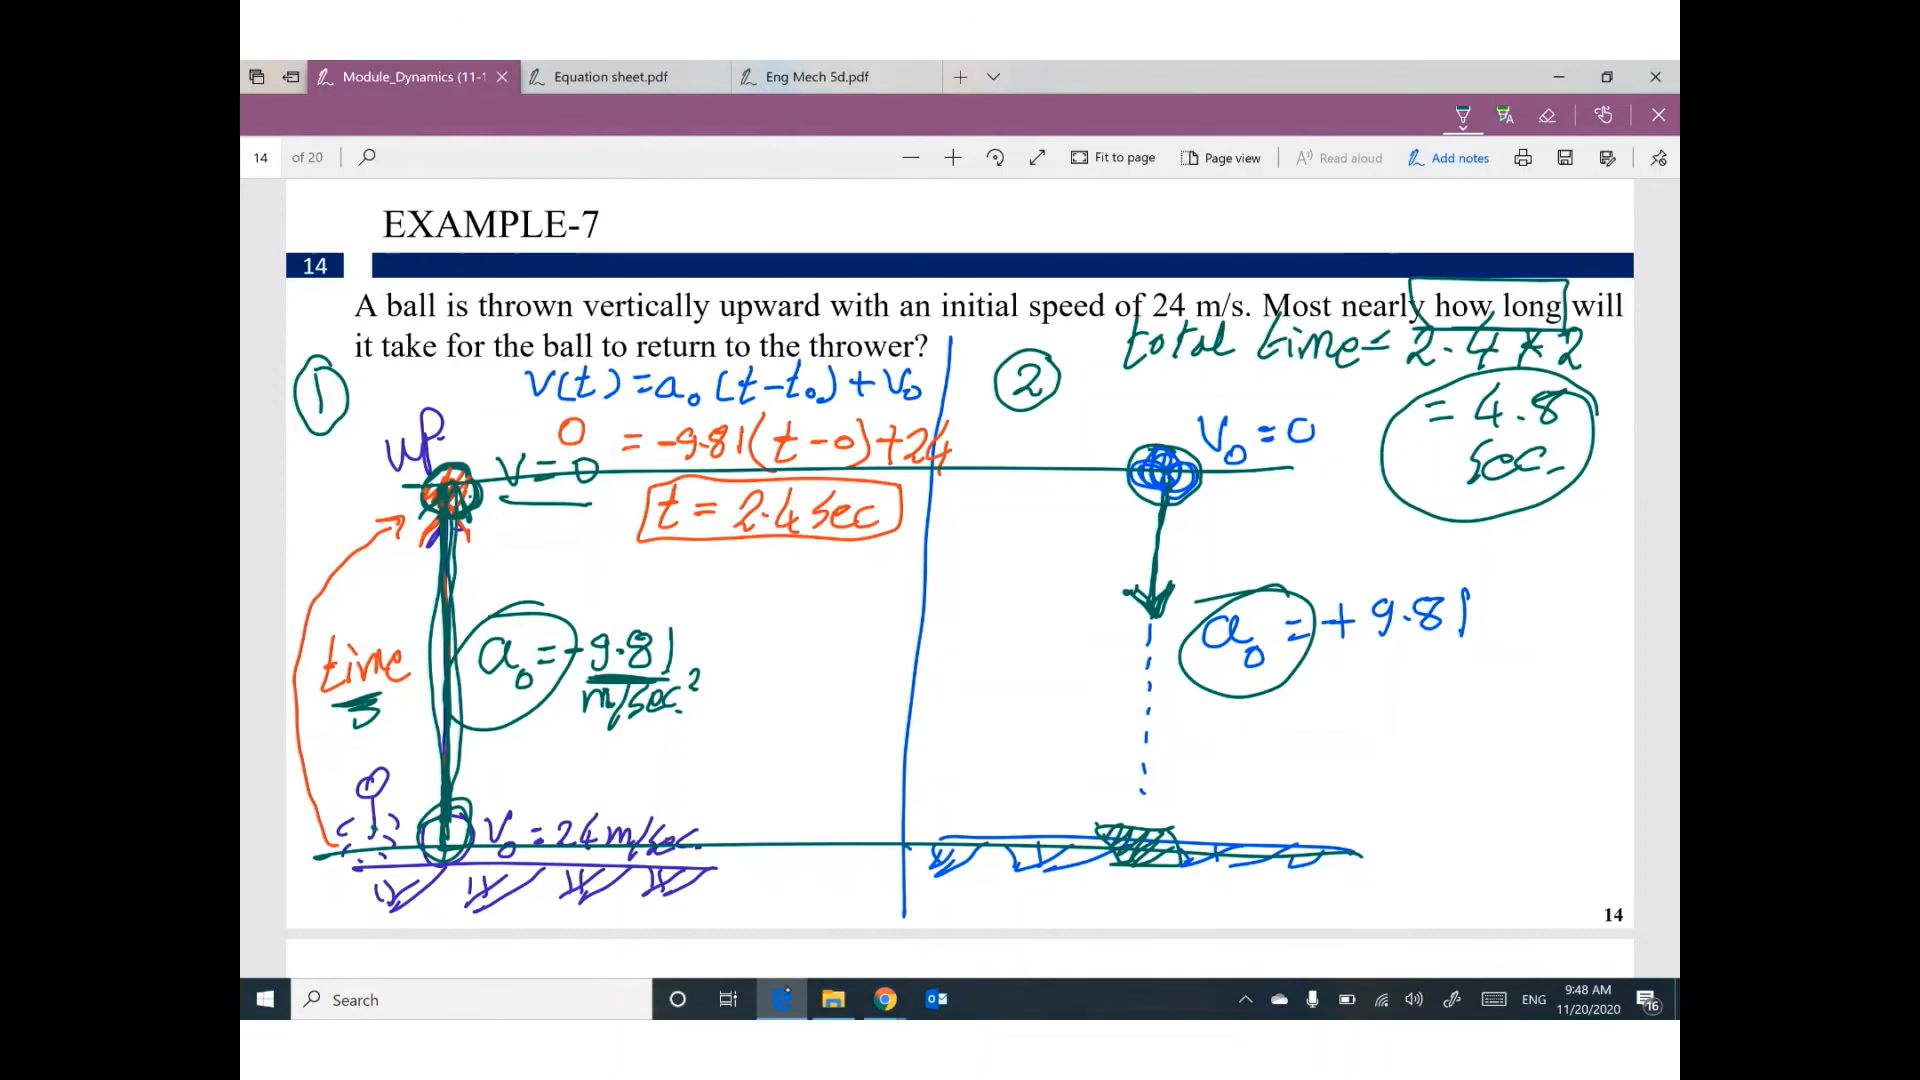 Module_Dynamics (11-1
Equation sheet.pdf
Eng Mech 5d.pdf
14 of 20
Fit to page
Page view
Read aloud
Add notes
EXAMPLE-7
14
A ball is thrown vertically upward with an initial speed of 24 m/s. Most nearly how long will
it take for the ball to return to the thrower?
total time = 2.4 * 2
= 4.8
sec.
1
up
v(t) = a₀ (t - t₀) + v₀
0 = -9.81 (t - 0) + 24
v = 0
t = 2.4 sec
time
a₀ = -9.81
m/sec.²
V₀ = 24 m/sec.
2
V₀ = 0
a₀ = + 9.81
14
Search
ENG
9:48 AM
11/20/2020
16